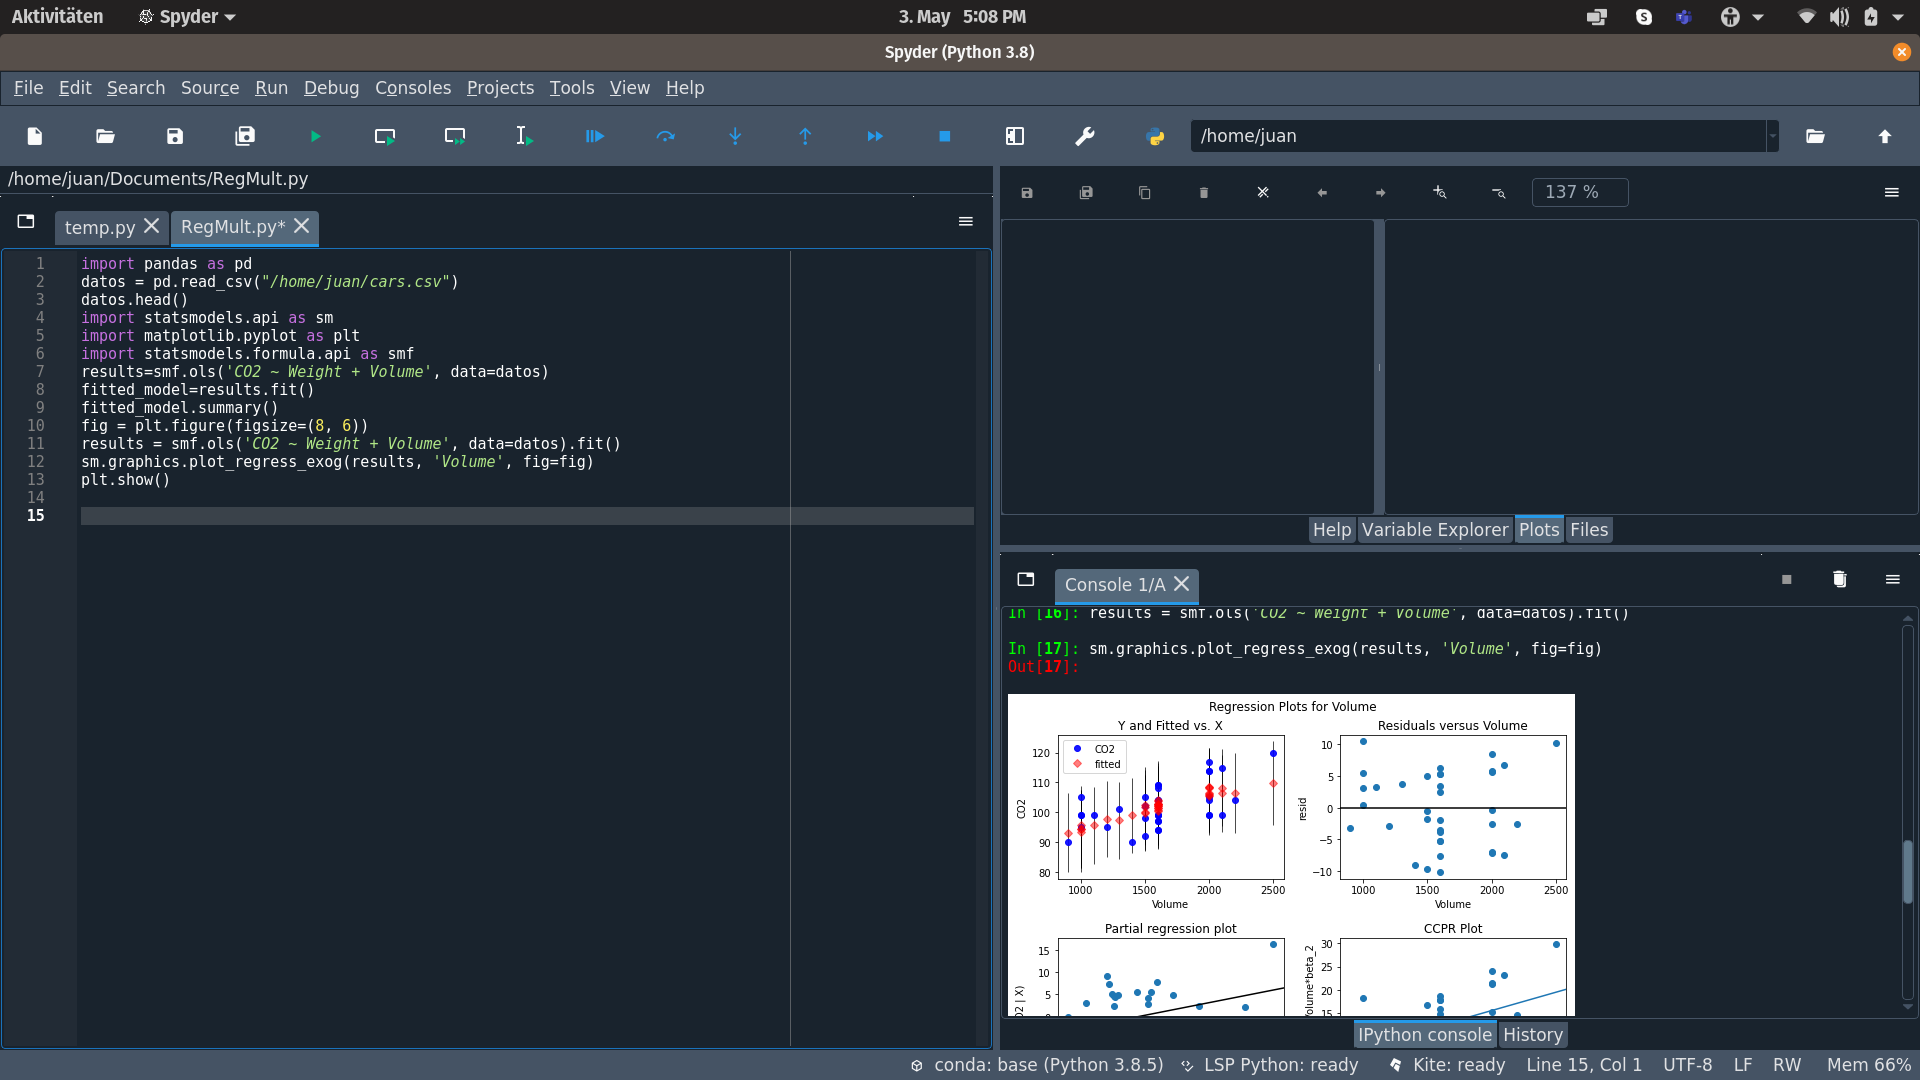 Aktivitäten Spyder 3. May 5:08 PM
Spyder (Python 3.8)
File Edit Search Source Run Debug Consoles Projects Tools View Help
/home/juan
/home/juan/Documents/RegMult.py
temp.py RegMult.py*
1 import pandas as pd
2 datos = pd.read_csv("/home/juan/cars.csv")
3 datos.head()
4 import statsmodels.api as sm
5 import matplotlib.pyplot as plt
6 import statsmodels.formula.api as smf
7 results=smf.ols('CO2 ~ Weight + Volume', data=datos)
8 fitted_model=results.fit()
9 fitted_model.summary()
10 fig = plt.figure(figsize=(8, 6))
11 results = smf.ols('CO2 ~ Weight + Volume', data=datos).fit()
12 sm.graphics.plot_regress_exog(results, 'Volume', fig=fig)
13 plt.show()
14
15
137 %
Help Variable Explorer Plots Files
Console 1/A
In [16]: results = smf.ols('CO2 ~ Weight + Volume', data=datos).fit()
In [17]: sm.graphics.plot_regress_exog(results, 'Volume', fig=fig)
Out[17]:
Regression Plots for Volume
Y and Fitted vs. X
CO2
fitted
120
110
100
90
80
CO2
1000 1500 2000 2500
Volume
Residuals versus Volume
10
5
0
−5
−10
resid
1000 1500 2000 2500
Volume
Partial regression plot
15
10
5
CCPR Plot
30
25
20
15
IPython console History
conda: base (Python 3.8.5) LSP Python: ready Kite: ready Line 15, Col 1 UTF-8 LF RW Mem 66%